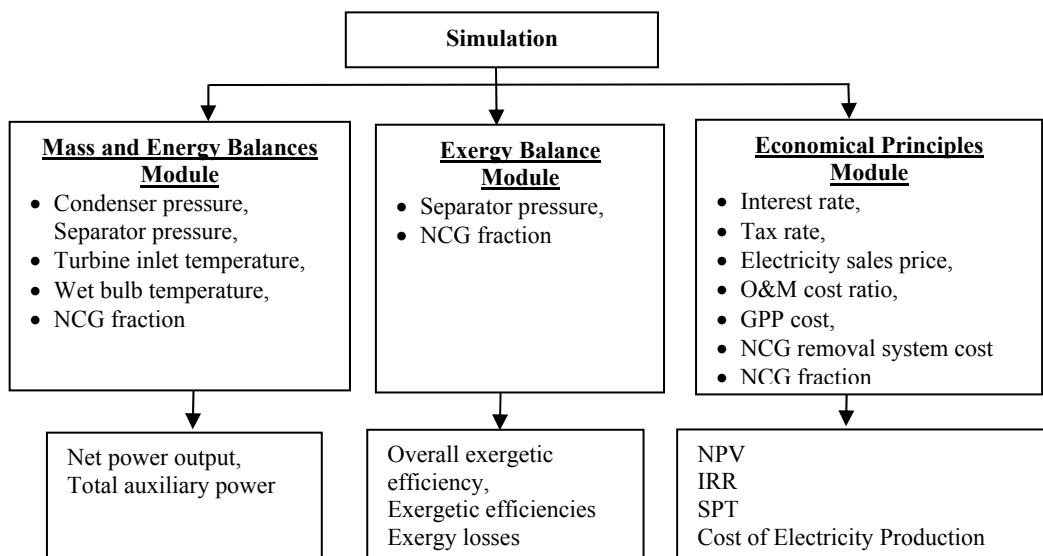 Simulation
Mass and Energy Balances
Module
• Condenser pressure,
Separator pressure,
• Turbine inlet temperature,
• Wet bulb temperature,
• NCG fraction
Exergy Balance
Module
• Separator pressure,
• NCG fraction
Economical Principles
Module
• Interest rate,
• Tax rate,
• Electricity sales price,
• O&M cost ratio,
• GPP cost,
• NCG removal system cost
• NCG fraction
Net power output,
Total auxiliary power
Overall exergetic
efficiency,
Exergetic efficiencies
Exergy losses
NPV
IRR
SPT
Cost of Electricity Production